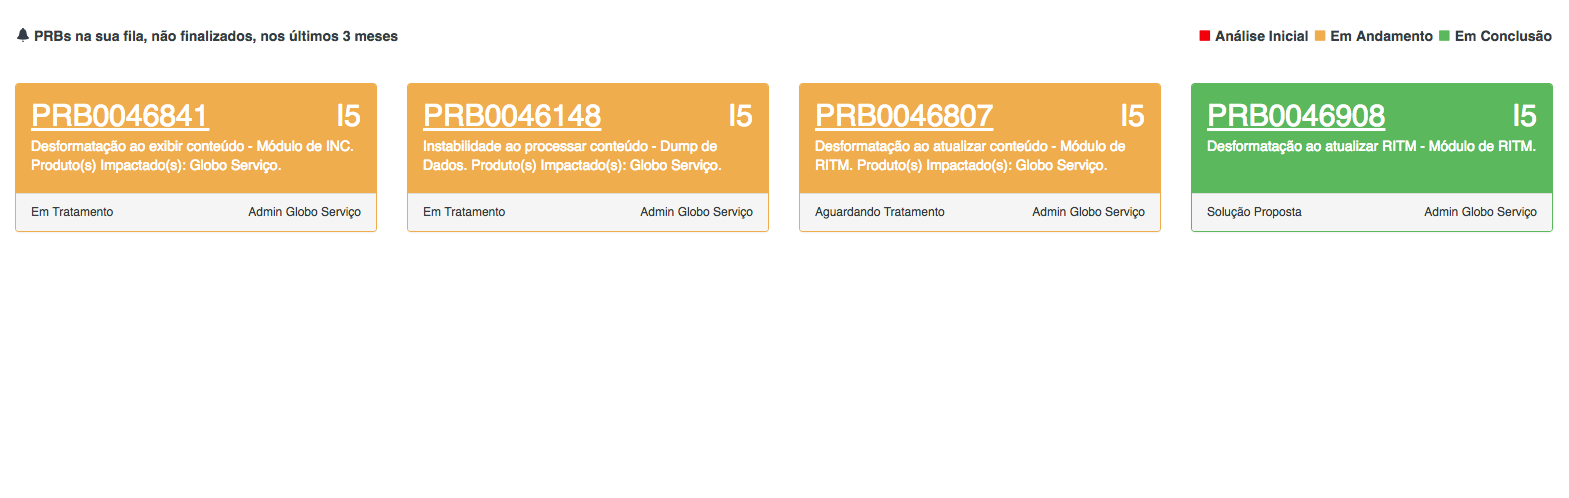 PRBs na sua fila, não finalizados, nos últimos 3 meses
Análise Inicial Em Andamento Em Conclusão
PRB0046841 I5
Desformatação ao exibir conteúdo - Módulo de INC.
Produto(s) Impactado(s): Globo Serviço.
Em Tratamento Admin Globo Serviço
PRB0046148 I5
Instabilidade ao processar conteúdo - Dump de
Dados. Produto(s) Impactado(s): Globo Serviço.
Em Tratamento Admin Globo Serviço
PRB0046807 I5
Desformatação ao atualizar conteúdo - Módulo de
RITM. Produto(s) Impactado(s): Globo Serviço.
Aguardando Tratamento Admin Globo Serviço
PRB0046908 I5
Desformatação ao atualizar RITM - Módulo de RITM.
Solução Proposta Admin Globo Serviço